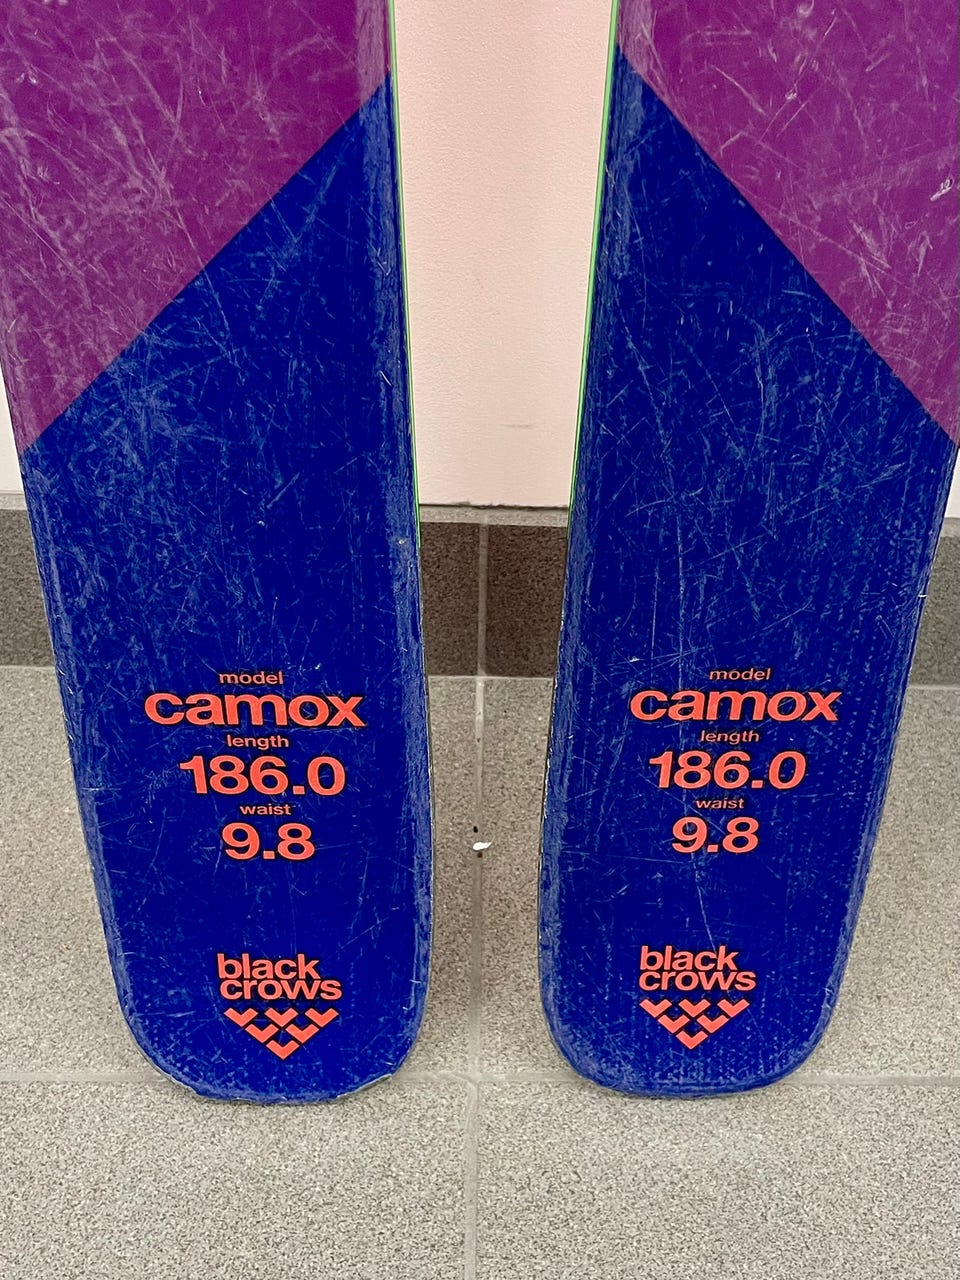 model
camox
length
186.0
waist
9.8
black
crows
model
camox
length
186.0
waist
9.8
black
crows